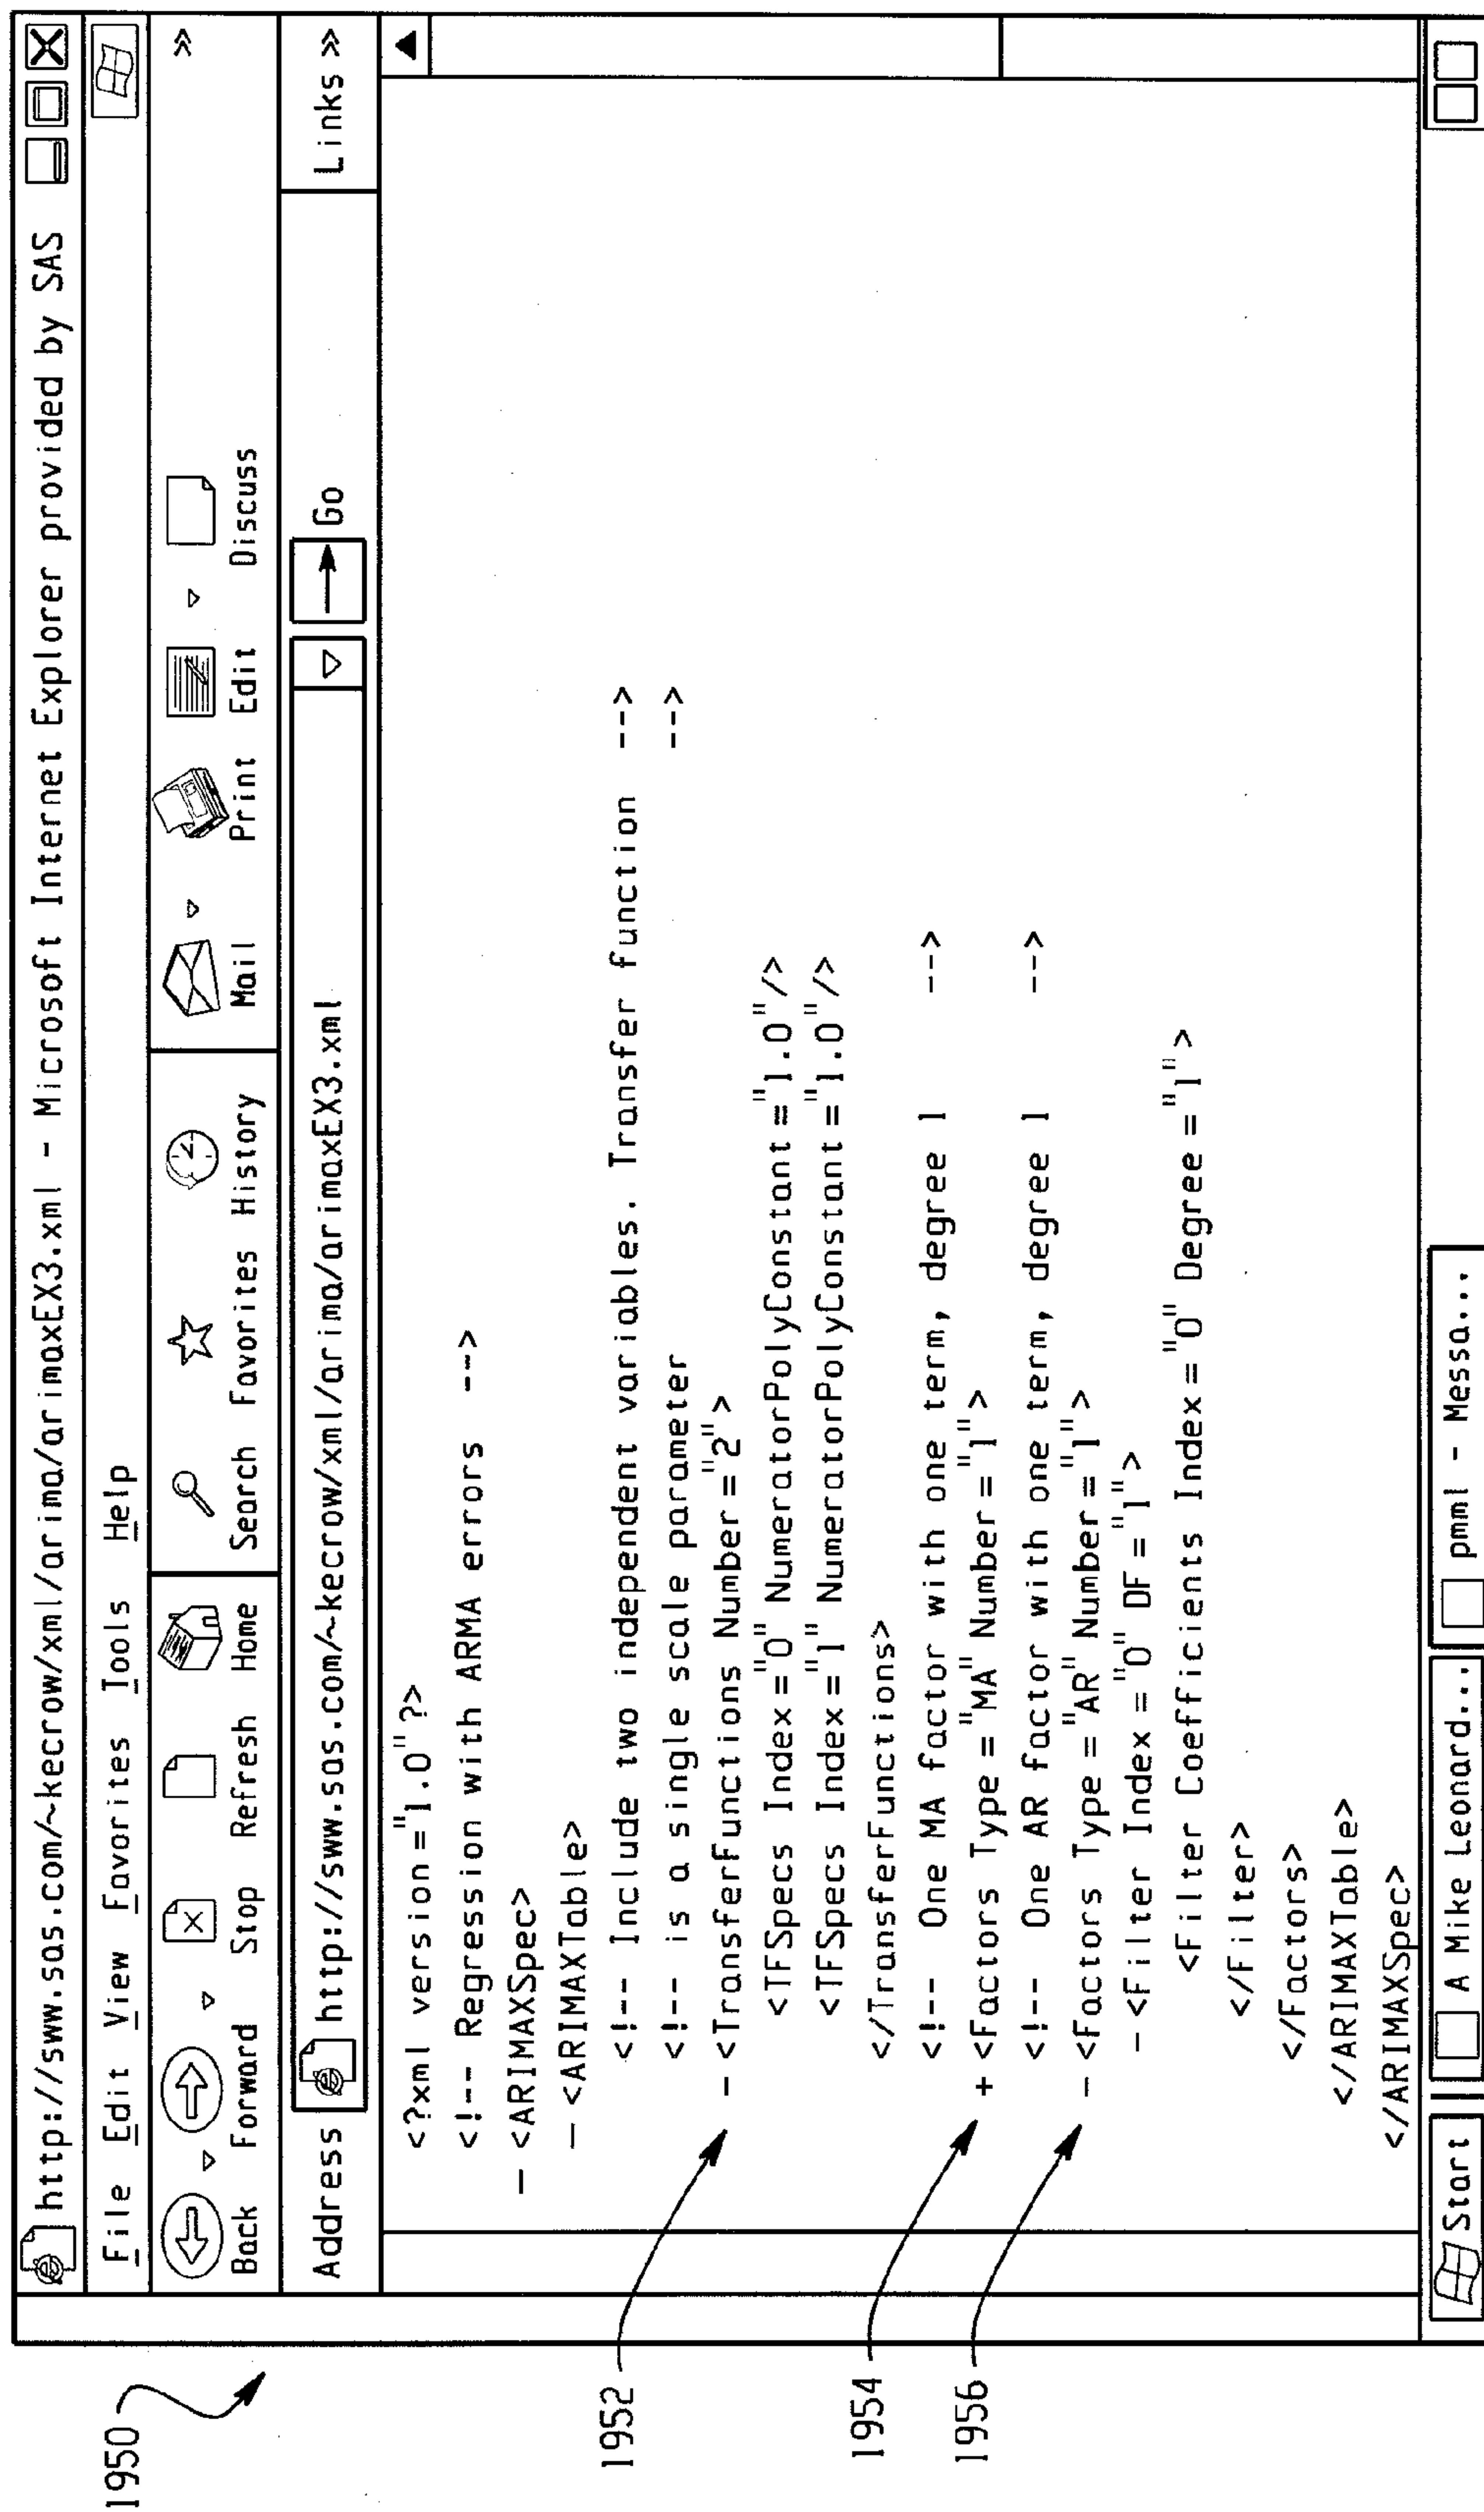 1950
http://sww.sas.com/~kecrow/xml/arima/arimaxEX3.xml - Microsoft Internet Explorer provided by SAS
File Edit View Favorites Tools Help
Back Forward Stop Refresh Home Search Favorites History Mail Print Edit Discuss »
Address http://sww.sas.com/~kecrow/xml/arima/arimaxEX3.xml Go Links »
<?xml version="1.0"?>
<!-- Regression with ARMA errors -->
- <ARIMAXSpec>
- <ARIMAXTable>
<!-- Include two independent variables. Transfer function -->
<!-- is a single scale parameter -->
1952 - <TransferFunctions Number="2">
<TFSpecs Index="0" NumeratorPolyConstant="1.0"/>
<TFSpecs Index="1" NumeratorPolyConstant="1.0"/>
</TransferFunctions>
<!-- One MA factor with one term, degree 1 -->
1954 + <Factors Type="MA" Number="1">
<!-- One AR factor with one term, degree 1 -->
1956 - <Factors Type="AR" Number="1">
- <Filter Index="0" DF="1">
<Filter Coefficients Index="0" Degree="1">
</Filter>
</Factors>
</ARIMAXTable>
</ARIMAXSpec>
Start A Mike Leonard... pmml - Messa...